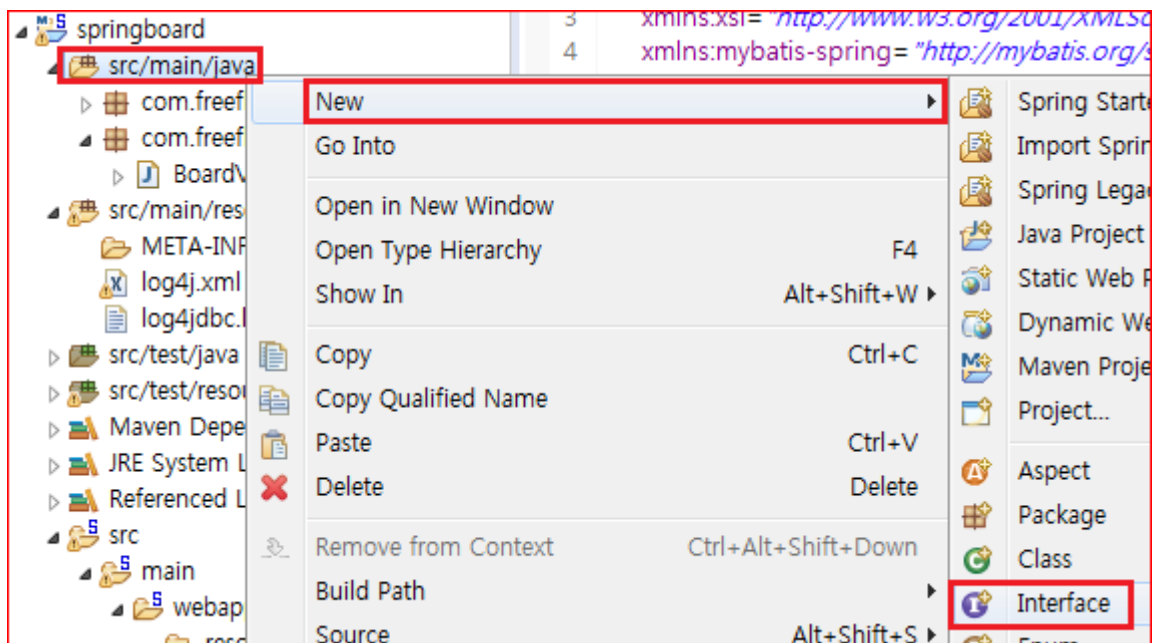 springboard
src/main/java
com.freef
com.freef
BoardV
src/main/res
META-INF
log4j.xml
log4jdbc.l
src/test/java
src/test/resou
Maven Depe
JRE System L
Referenced L
src
main
webap
3 xmlns:xsi="http://www.w3.org/2001/XMLSc
4 xmlns:mybatis-spring="http://mybatis.org/s
New
Go Into
Open in New Window
Open Type Hierarchy F4
Show In Alt+Shift+W
Copy Ctrl+C
Copy Qualified Name
Paste Ctrl+V
Delete Delete
Remove from Context Ctrl+Alt+Shift+Down
Build Path
Source Alt+Shift+S
Spring Starte
Import Sprin
Spring Legac
Java Project
Static Web P
Dynamic We
Maven Proje
Project...
Aspect
Package
Class
Interface
Enum